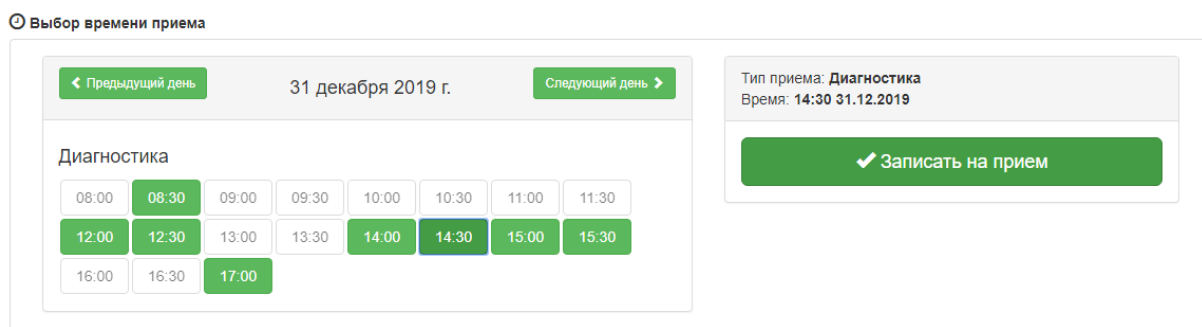 Выбор времени приема
Предыдущий день
31 декабря 2019 г.
Следующий день
Диагностика
08:00 08:30 09:00 09:30 10:00 10:30 11:00 11:30
12:00 12:30 13:00 13:30 14:00 14:30 15:00 15:30
16:00 16:30 17:00
Тип приема: Диагностика
Время: 14:30 31.12.2019
Записать на прием